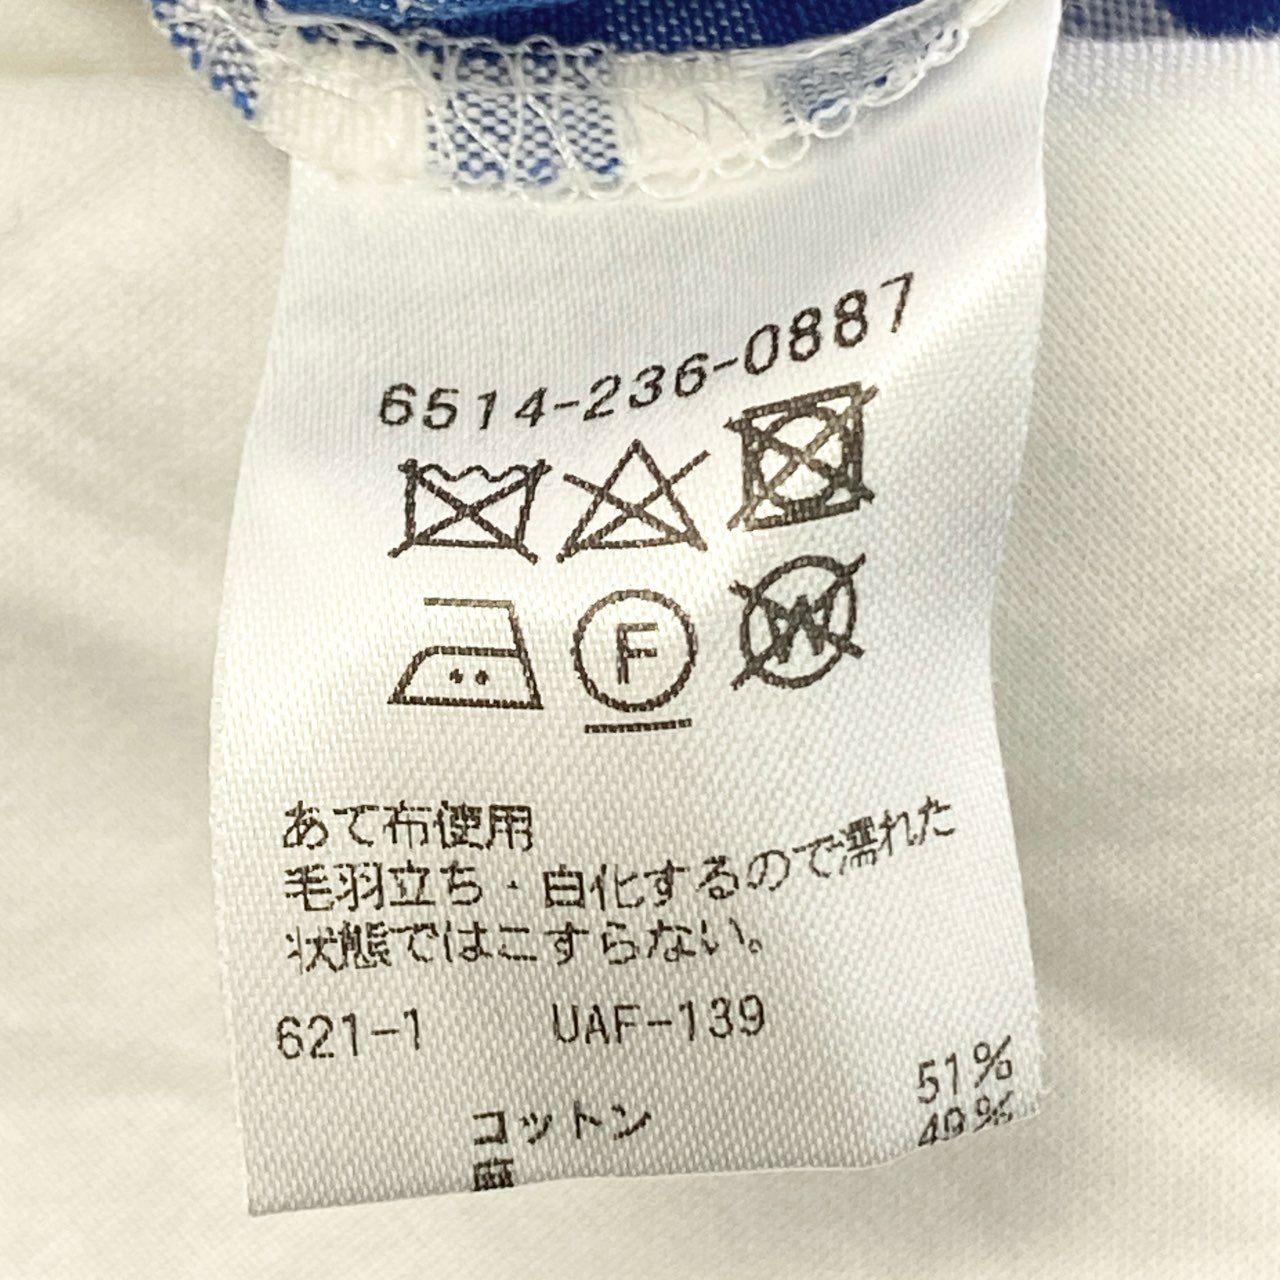 6514-236-0887
F
W
あて布使用
毛羽立ち・白化するので濡れた
状態ではこすらない。
621-1 UAF-139
コットン 51%
麻 49%